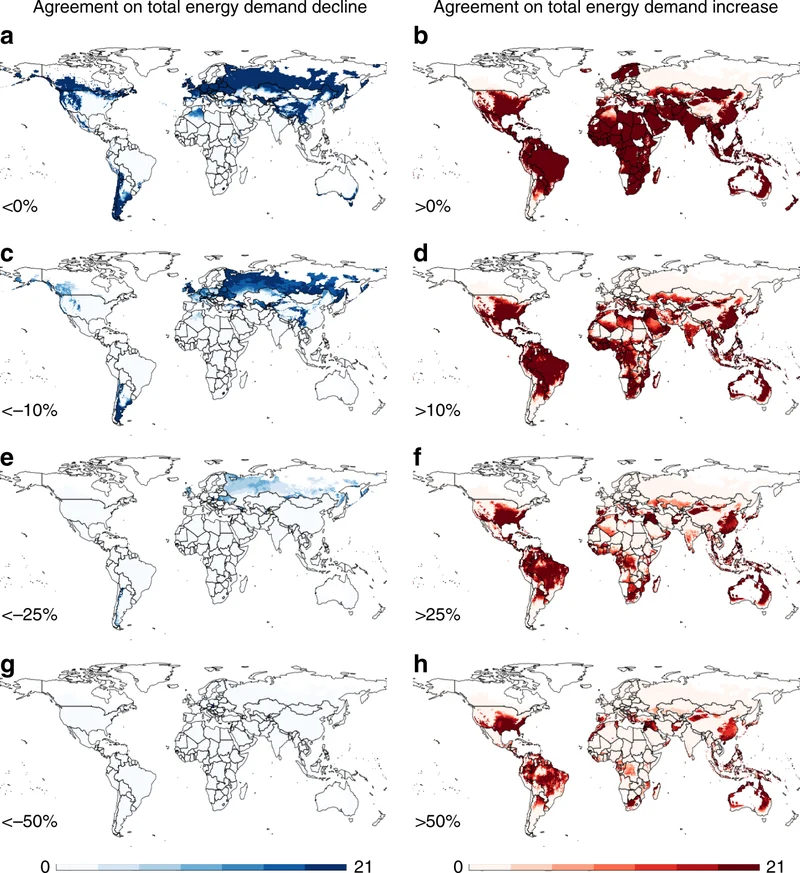 Agreement on total energy demand decline
Agreement on total energy demand increase
a
b
<0%
>0%
c
d
<–10%
>10%
e
f
<–25%
>25%
g
h
<–50%
>50%
0
21
0
21